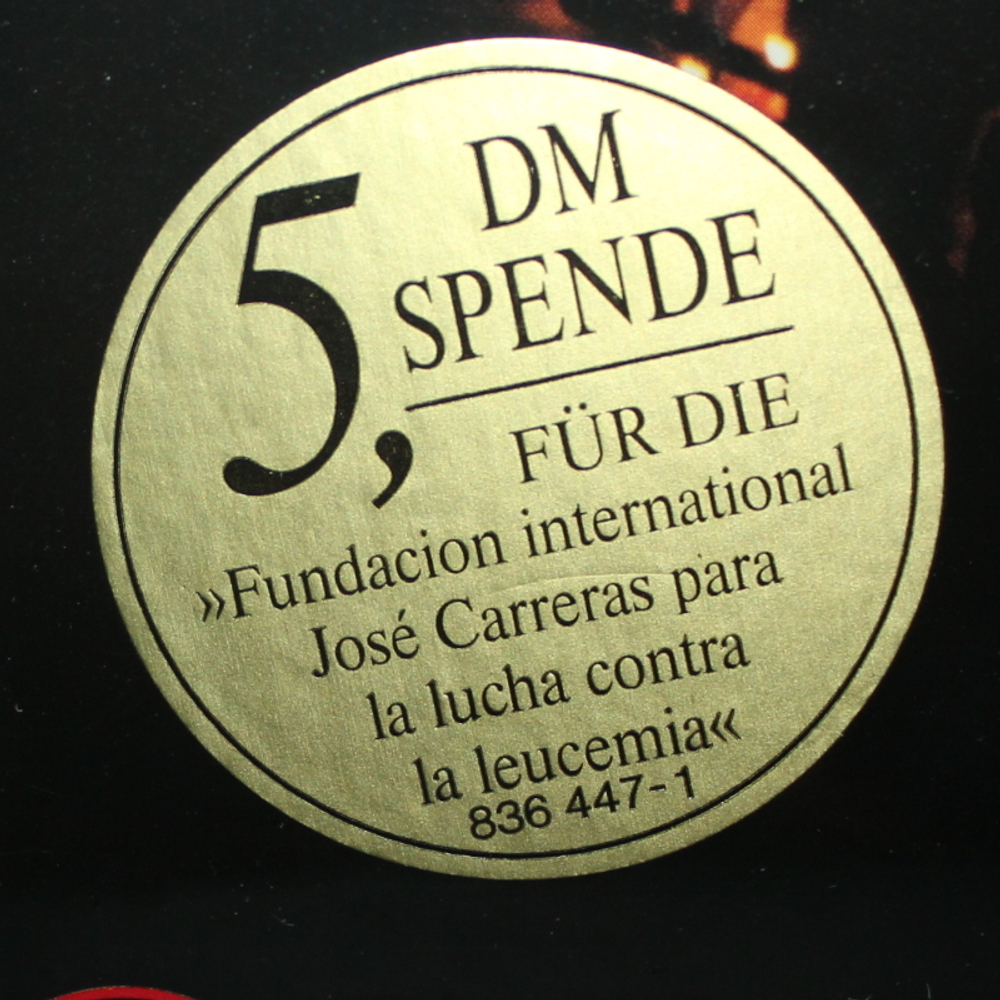 5, DM
SPENDE
FÜR DIE
»Fundacion international
José Carreras para
la lucha contra
la leucemia«
836 447-1